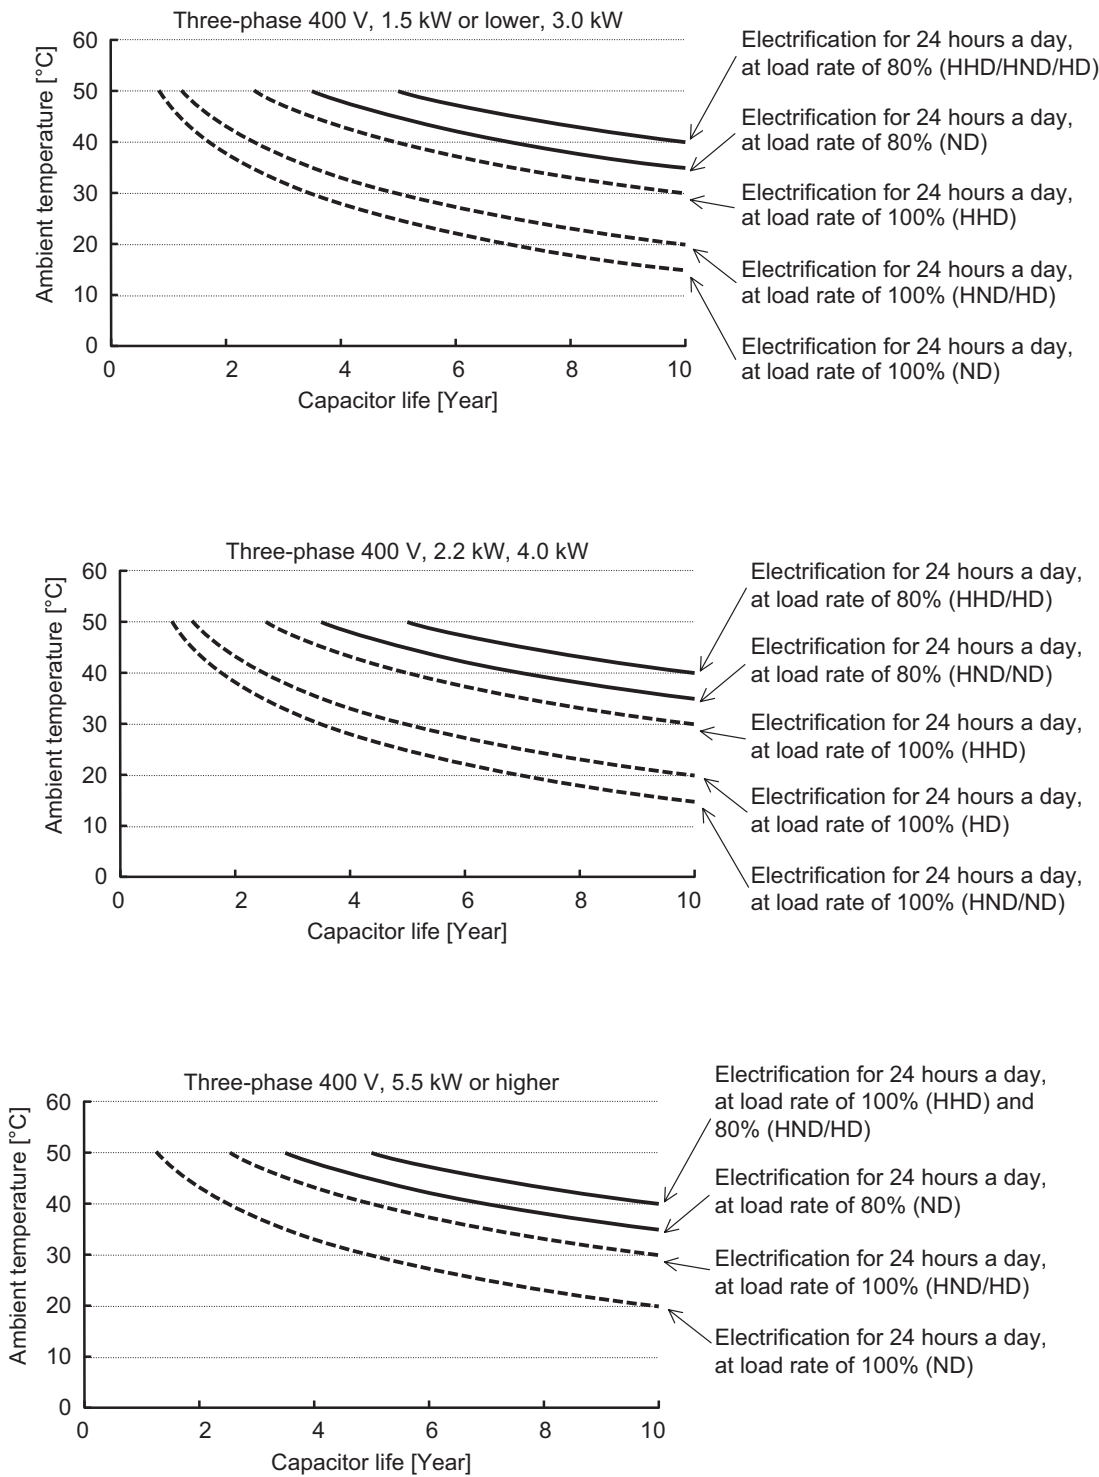 Three-phase 400 V, 1.5 kW or lower, 3.0 kW
Ambient temperature [°C]
60
50
40
30
20
10
0
0 2 4 6 8 10
Capacitor life [Year]
Electrification for 24 hours a day,
at load rate of 80% (HHD/HND/HD)
Electrification for 24 hours a day,
at load rate of 80% (ND)
Electrification for 24 hours a day,
at load rate of 100% (HHD)
Electrification for 24 hours a day,
at load rate of 100% (HND/HD)
Electrification for 24 hours a day,
at load rate of 100% (ND)
Three-phase 400 V, 2.2 kW, 4.0 kW
Ambient temperature [°C]
60
50
40
30
20
10
0
0 2 4 6 8 10
Capacitor life [Year]
Electrification for 24 hours a day,
at load rate of 80% (HHD/HD)
Electrification for 24 hours a day,
at load rate of 80% (HND/ND)
Electrification for 24 hours a day,
at load rate of 100% (HHD)
Electrification for 24 hours a day,
at load rate of 100% (HD)
Electrification for 24 hours a day,
at load rate of 100% (HND/ND)
Three-phase 400 V, 5.5 kW or higher
Ambient temperature [°C]
60
50
40
30
20
10
0
0 2 4 6 8 10
Capacitor life [Year]
Electrification for 24 hours a day,
at load rate of 100% (HHD) and
80% (HND/HD)
Electrification for 24 hours a day,
at load rate of 80% (ND)
Electrification for 24 hours a day,
at load rate of 100% (HND/HD)
Electrification for 24 hours a day,
at load rate of 100% (ND)